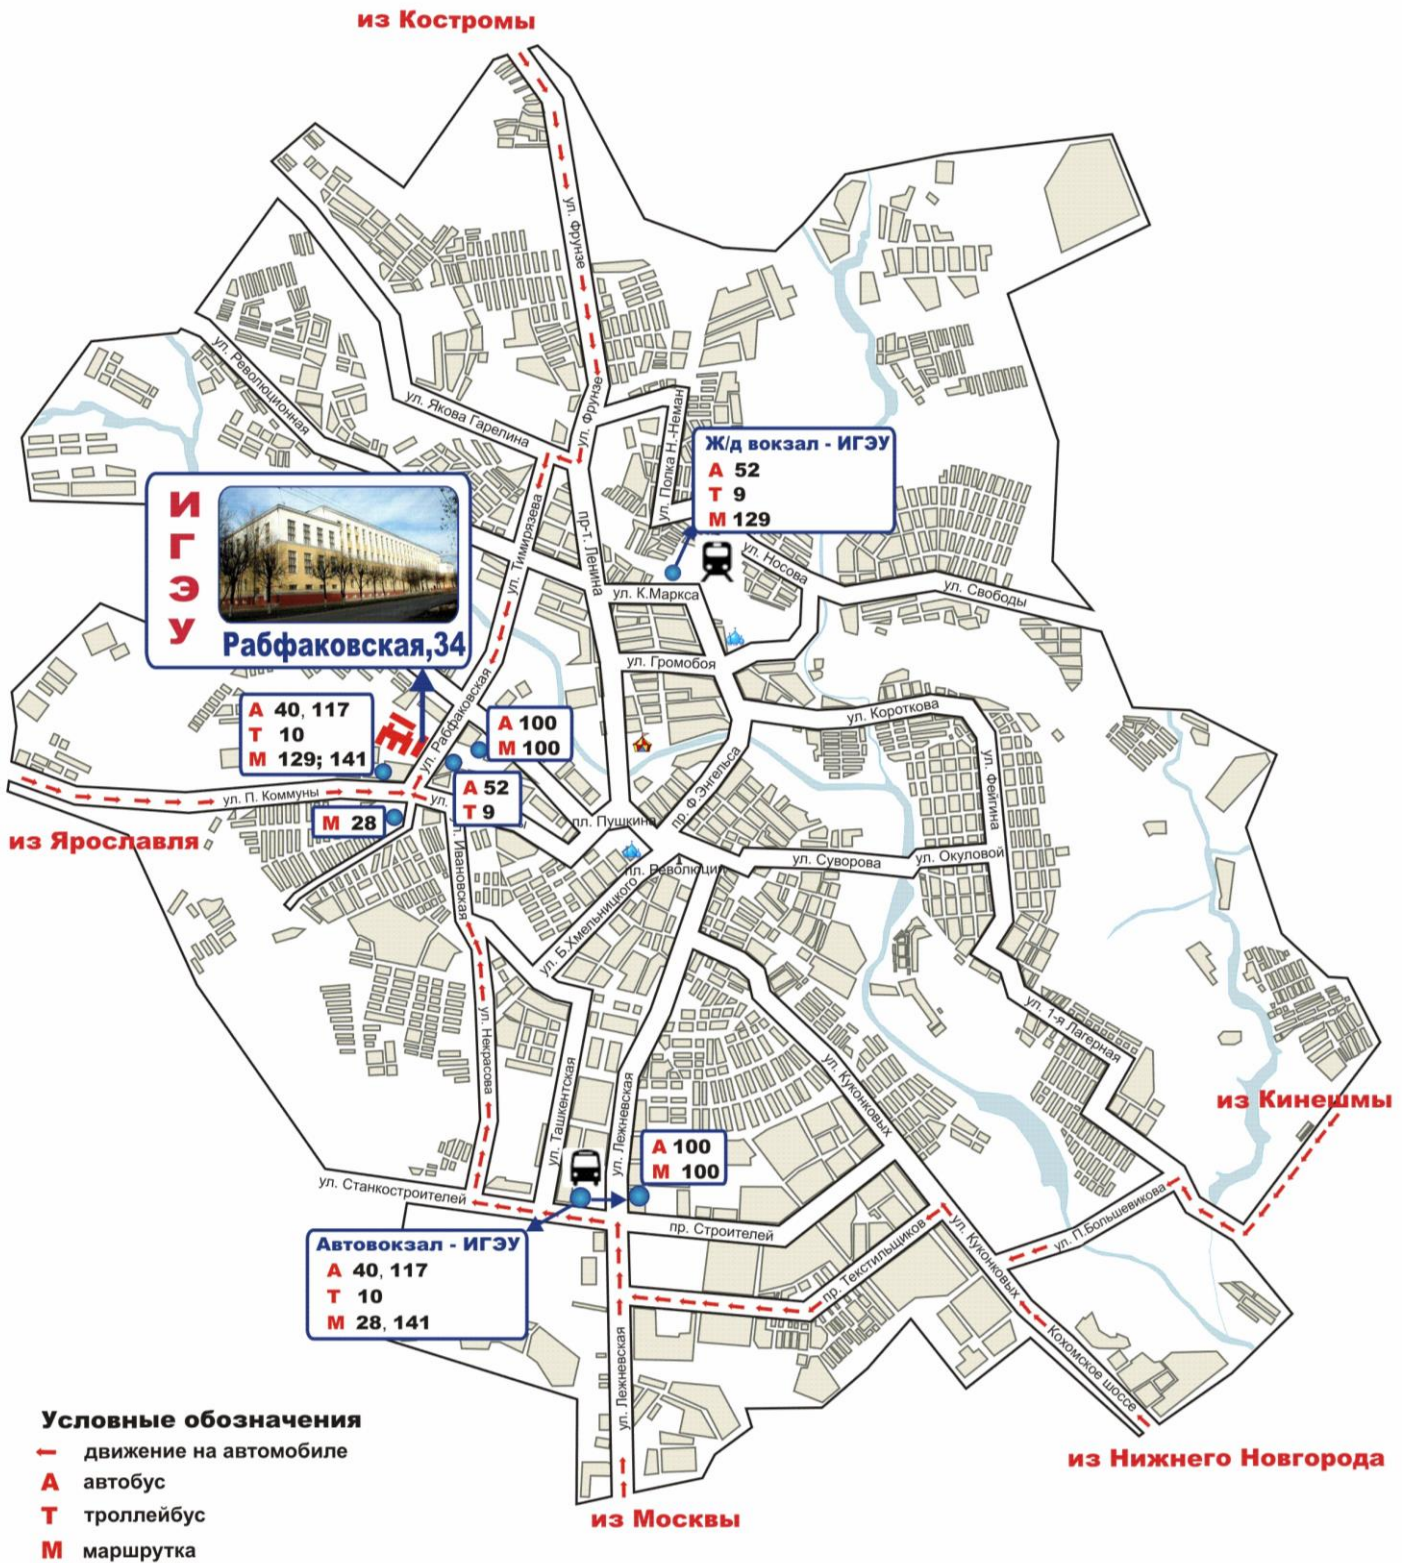 из Костромы
ул. Фрунзе
ул. Революционная
ул. Якова Гарелина
ул. Фрунзе
ул. Полка Н.-Неман
Ж/д вокзал - ИГЭУ
А 52
Т 9
М 129
И
Г
Э
У
Рабфаковская,34
ул. Тимирязева
пр-т. Ленина
ул. Носова
ул. К.Маркса
ул. Свободы
ул. Громобоя
ул. Рабфаковская
А 40, 117
Т 10
М 129; 141
А 100
М 100
ул. Короткова
ул. Фейгина
пр. Ф.Энгельса
ул. П. Коммуны
ул.
А 52
Т 9
М 28
из Ярославля
пл. Пушкина
ул. Ивановская
пл. Революции
ул. Суворова
ул. Окуловой
ул. Б.Хмельницкого
ул. 1-я Лагерная
ул. Некрасова
ул. Ташкентская
ул. Лежневская
ул. Куконковых
из Кинешмы
А 100
М 100
ул. Станкостроителей
ул. П.Большевикова
пр. Строителей
ул. Куконковых
пр. Текстильщиков
Автовокзал - ИГЭУ
А 40, 117
Т 10
М 28, 141
ул. Лежневская
Кохомское шоссе
из Нижнего Новгорода
из Москвы
Условные обозначения
движение на автомобиле
А автобус
Т троллейбус
М маршрутка